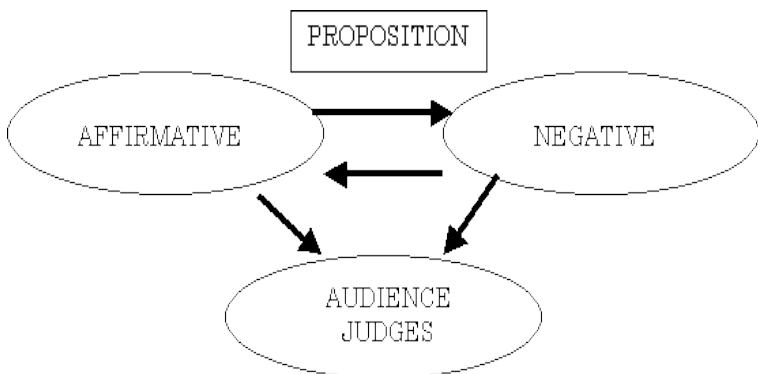 PROPOSITION
AFFIRMATIVE
NEGATIVE
AUDIENCE
JUDGES